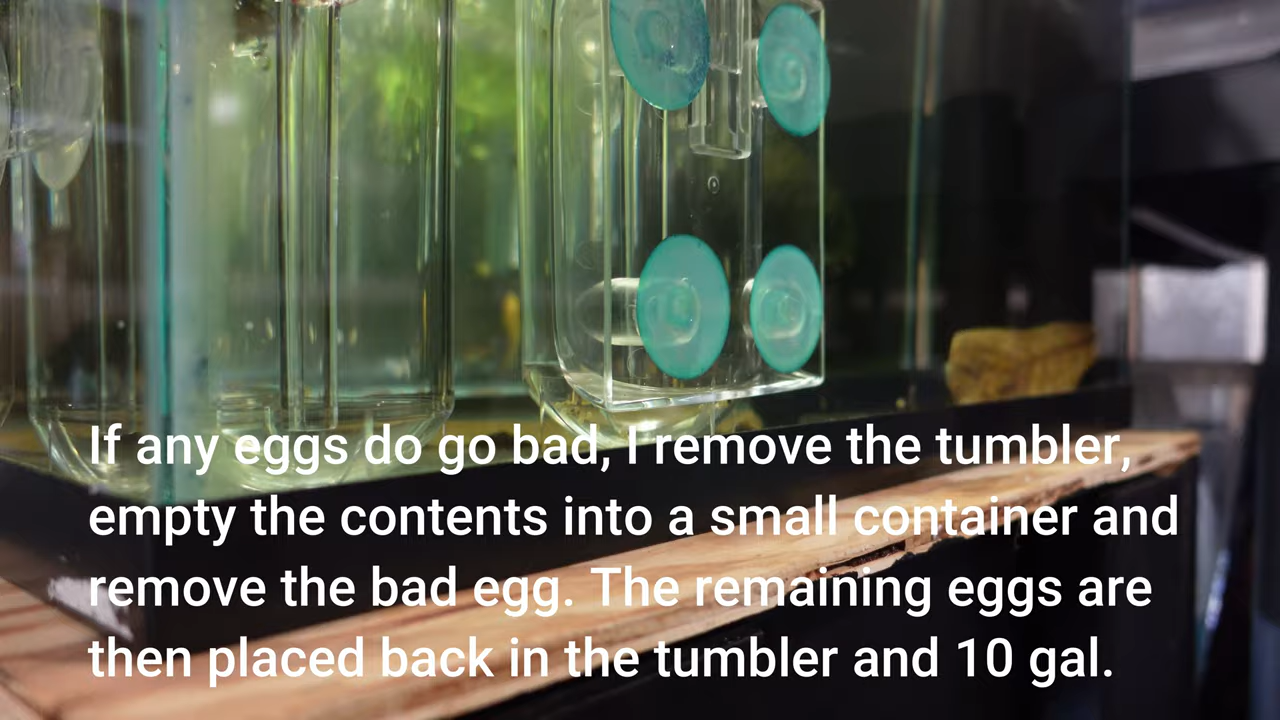 If any eggs do go bad, I remove the tumbler,
empty the contents into a small container and
remove the bad egg. The remaining eggs are
then placed back in the tumbler and 10 gal.